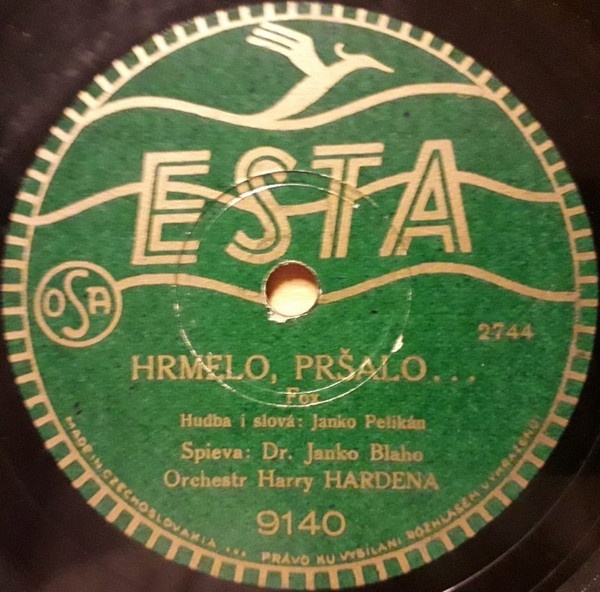 ESTA
OSA
2744
HRMELO, PRŠALO...
Fox
Hudba i slová: Janko Pelikán
Spieva: Dr. Janko Blaho
Orchestr Harry HARDENA
9140
MADE IN CZECHOSLOVAKIA ... PRÁVO KU VYSÍLANI ROZHLASEM VYHRAŽENO!